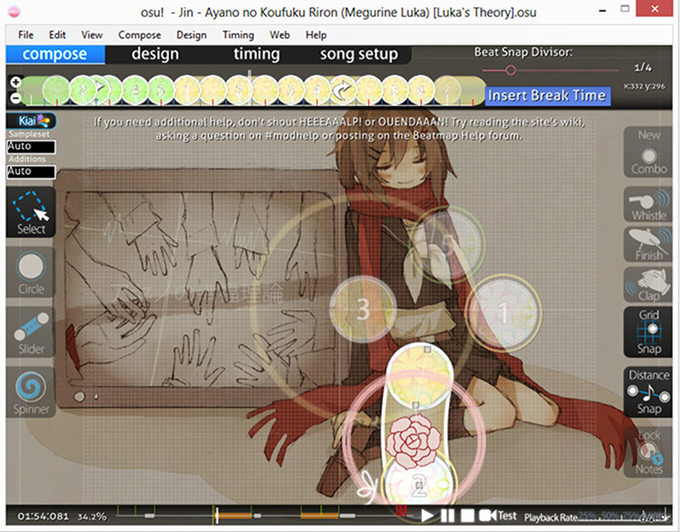 osu! - Jin - Ayano no Koufuku Riron (Megurine Luka) [Luka's Theory].osu
File Edit View Compose Design Timing Web Help
compose design timing song setup
Beat Snap Divisor:
1/4
x:332 y:296
Insert Break Time
Kiai
Sampleset
Auto
Additions
Auto
If you need additional help, don't shout HEEEAAALP! or OUENDAAAN! Try reading the site's wiki,
asking a question on #modhelp or posting on the Beatmap Help forum.
Select
Circle
Slider
Spinner
5
3
1
2
New
Combo
Whistle
Finish
Clap
Grid
Snap
Distance
Snap
Lock
Notes
01:54:081 34.2%
Test
Playback Rate
25% 50% 75% 100%